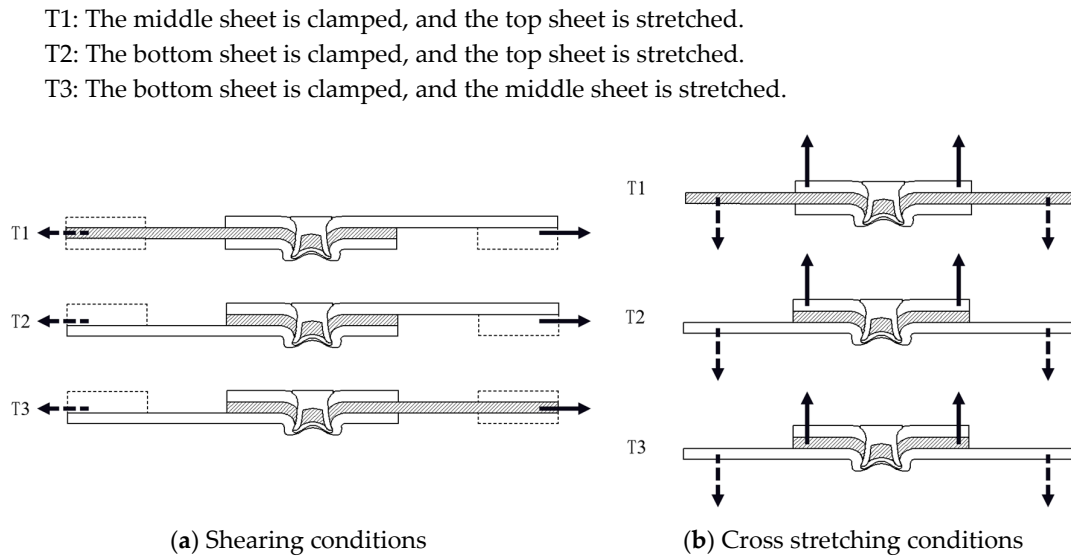 T1: The middle sheet is clamped, and the top sheet is stretched.
T2: The bottom sheet is clamped, and the top sheet is stretched.
T3: The bottom sheet is clamped, and the middle sheet is stretched.
T1
T2
T3
(a) Shearing conditions
T1
T2
T3
(b) Cross stretching conditions